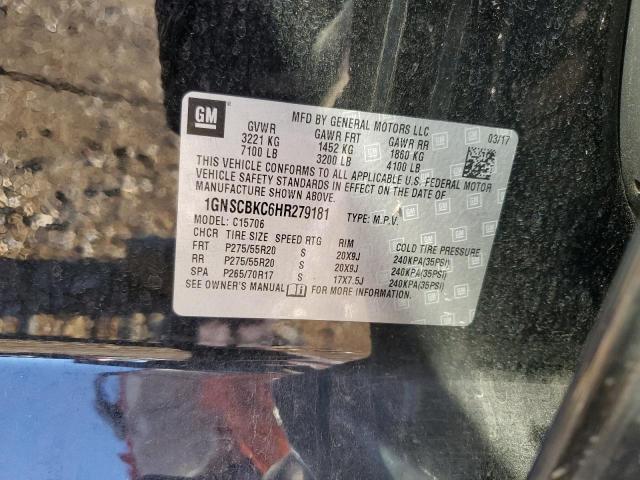 GM
MFD BY GENERAL MOTORS LLC
03/17
GVWR GAWR FRT GAWR RR
3221 KG 1452 KG 1860 KG
7100 LB 3200 LB 4100 LB
THIS VEHICLE CONFORMS TO ALL APPLICABLE U.S. FEDERAL MOTOR
VEHICLE SAFETY, BUMPER, AND THEFT PREVENTION STANDARDS IN EFFECT ON THE DATE OF
MANUFACTURE SHOWN ABOVE.
1GNSCBKC6HR279181 TYPE: M.P.V.
MODEL: C15706
CHCR TIRE SIZE SPEED RTG RIM COLD TIRE PRESSURE
FRT P275/55R20 S 20X9J 240KPA(35PSI)
RR P275/55R20 S 20X9J 240KPA(35PSI)
SPA P265/70R17 S 17X7.5J 240KPA(35PSI)
SEE OWNER'S MANUAL FOR MORE INFORMATION.